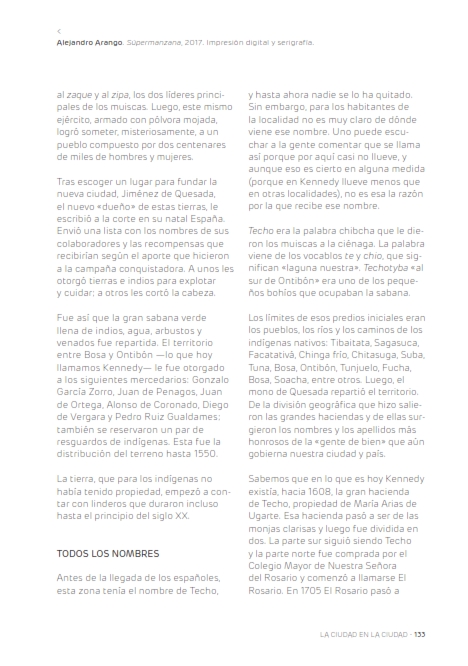 <
Alejandro Arango. Súpermanzana, 2017. Impresión digital y serigrafía.
al zaque y al zipa, los dos líderes princi-
pales de los muiscas. Luego, este mismo
ejército, armado con pólvora mojada,
logró someter, misteriosamente, a un
pueblo compuesto por dos centenares
de miles de hombres y mujeres.
Tras escoger un lugar para fundar la
nueva ciudad, Jiménez de Quesada,
el nuevo «dueño» de estas tierras, le
escribió a la corte en su natal España.
Envió una lista con los nombres de sus
colaboradores y las recompensas que
recibirían según el aporte que hicieron
a la campaña conquistadora. A unos les
otorgó tierras e indios para explotar
y cuidar; a otros les cortó la cabeza.
Fue así que la gran sabana verde
llena de indios, agua, arbustos y
venados fue repartida. El territorio
entre Bosa y Ontibón —lo que hoy
llamamos Kennedy— le fue otorgado
a los siguientes mercedarios: Gonzalo
García Zorro, Juan de Penagos, Juan
de Ortega, Alonso de Coronado, Diego
de Vergara y Pedro Ruiz Gualdames;
también se reservaron un par de
resguardos de indígenas. Esta fue la
distribución del terreno hasta 1550.
La tierra, que para los indígenas no
había tenido propiedad, empezó a con-
tar con linderos que duraron incluso
hasta el principio del siglo XX.
TODOS LOS NOMBRES
Antes de la llegada de los españoles,
esta zona tenía el nombre de Techo,
y hasta ahora nadie se lo ha quitado.
Sin embargo, para los habitantes de
la localidad no es muy claro de dónde
viene ese nombre. Uno puede escu-
char a la gente comentar que se llama
así porque por aquí casi no llueve, y
aunque eso es cierto en alguna medida
(porque en Kennedy llueve menos que
en otras localidades), no es esa la razón
por la que recibe ese nombre.
Techo era la palabra chibcha que le die-
ron los muiscas a la ciénaga. La palabra
viene de los vocablos te y chio, que sig-
nifican «laguna nuestra». Techotyba «al
sur de Ontibón» era uno de los peque-
ños bohíos que ocupaban la sabana.
Los límites de esos predios iniciales eran
los pueblos, los ríos y los caminos de los
indígenas nativos: Tibaitata, Sagasuca,
Facatativá, Chinga frío, Chitasuga, Suba,
Tuna, Bosa, Ontibón, Tunjuelo, Fucha,
Bosa, Soacha, entre otros. Luego, el
mono de Quesada repartió el territorio.
De la división geográfica que hizo salie-
ron las grandes haciendas y de ellas sur-
gieron los nombres y los apellidos más
honrosos de la «gente de bien» que aún
gobierna nuestra ciudad y país.
Sabemos que en lo que es hoy Kennedy
existía, hacia 1608, la gran hacienda
de Techo, propiedad de María Arias de
Ugarte. Esa hacienda pasó a ser de las
monjas clarisas y luego fue dividida en
dos. La parte sur siguió siendo Techo
y la parte norte fue comprada por el
Colegio Mayor de Nuestra Señora
del Rosario y comenzó a llamarse El
Rosario. En 1705 El Rosario pasó a
LA CIUDAD EN LA CIUDAD · 133